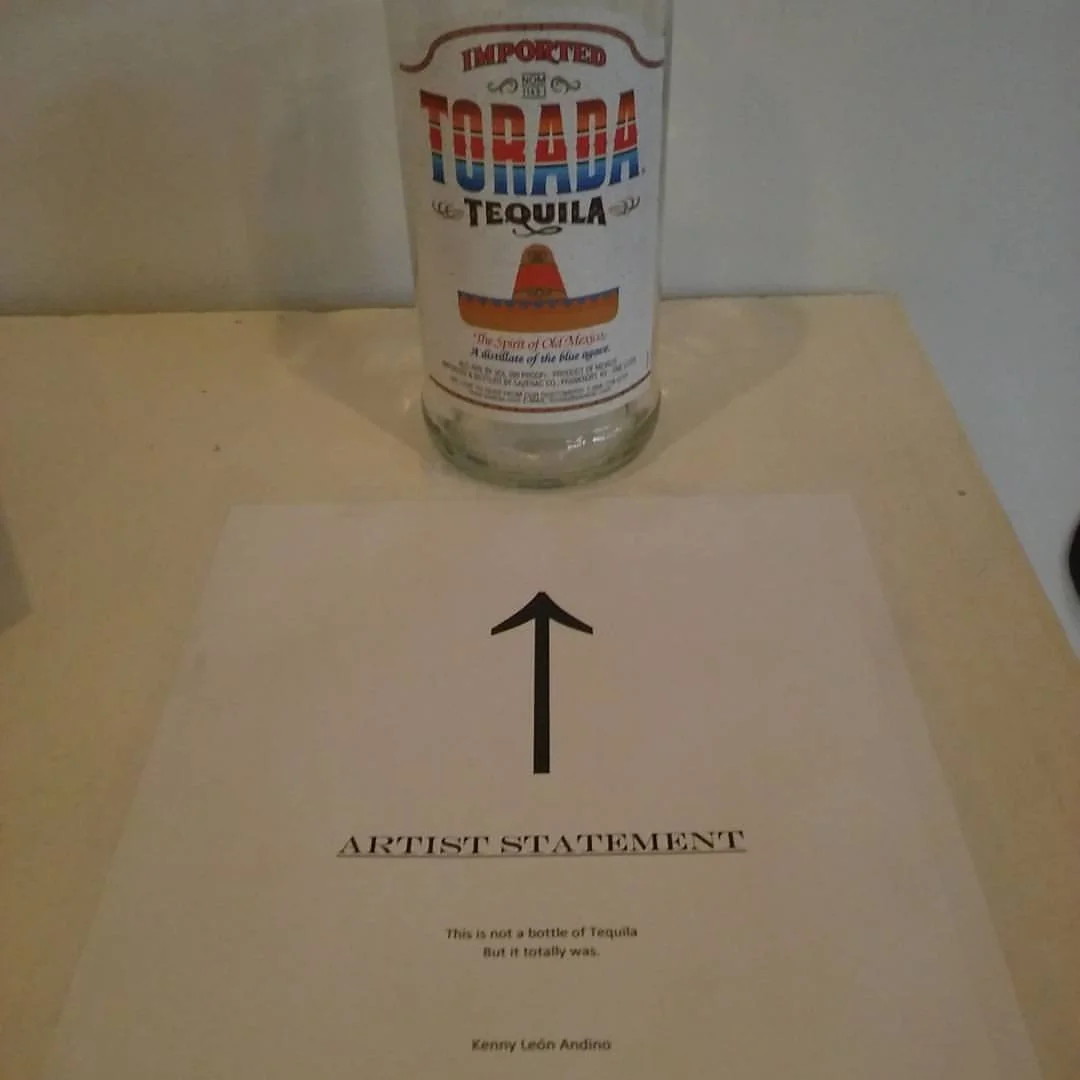 IMPORTED
NOM
TORADA
TEQUILA
The Spirit of Old Mexico.
A distillate of the blue agave.
ARTIST STATEMENT
This is not a bottle of Tequila
But it totally was.
Kenny León Andino